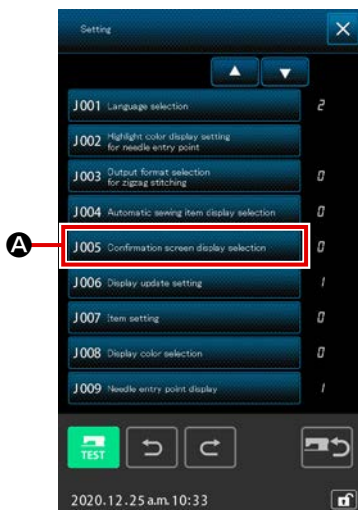 Setting
J001 Language selection 2
J002 Highlight color display setting
for needle entry point
J003 Output format selection
for zigzag stitching 0
J004 Automatic sewing item display selection 0
A
J005 Confirmation screen display selection 0
J006 Display update setting 1
J007 Item setting 0
J008 Display color selection 0
J009 Needle entry point display 1
TEST
2020.12.25 a.m. 10:33